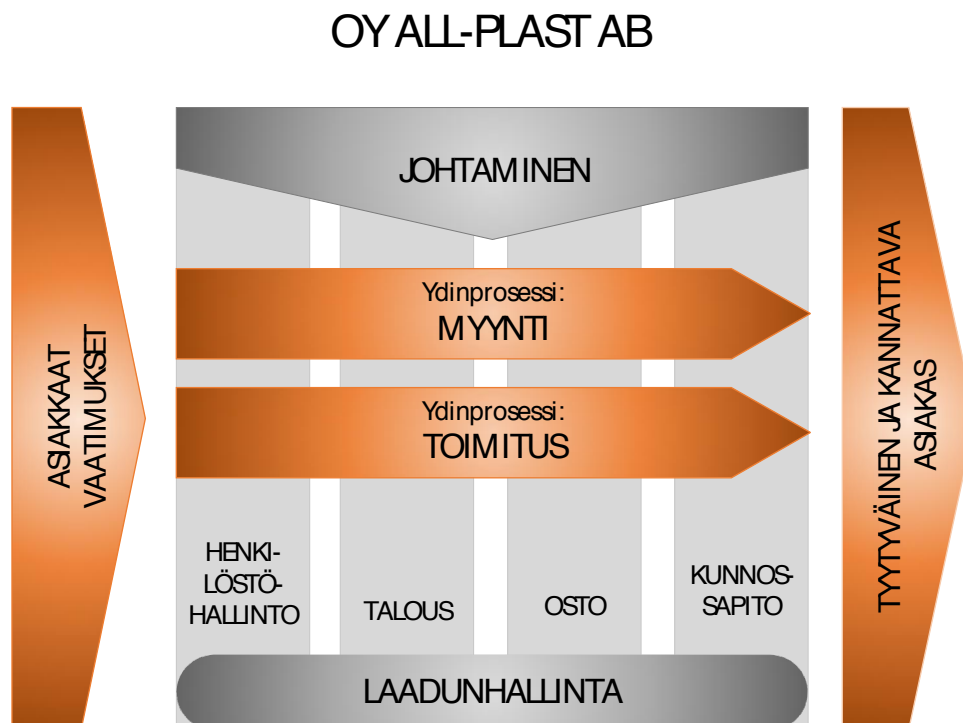 OY ALL-PLAST AB
JOHTAMINEN
Ydinprosessi:
MYYNTI
Ydinprosessi:
TOIMITUS
ASIAKKAAT
VAATIMUKSET
HENKI-
LÖSTÖ-
HALLINTO
TALOUS
OSTO
KUNNOS-
SAPITO
LAADUNHALLINTA
TYYTYVÄINEN JA KANNATTAVA
ASIAKAS